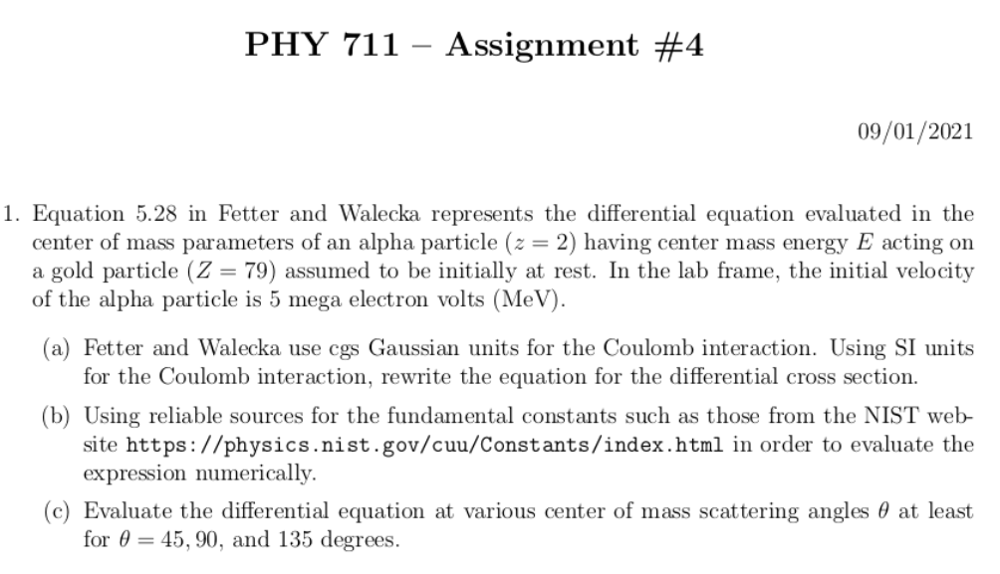 PHY 711 – Assignment #4
09/01/2021
1. Equation 5.28 in Fetter and Walecka represents the differential equation evaluated in the
center of mass parameters of an alpha particle (z = 2) having center mass energy E acting on
a gold particle (Z = 79) assumed to be initially at rest. In the lab frame, the initial velocity
of the alpha particle is 5 mega electron volts (MeV).
(a) Fetter and Walecka use cgs Gaussian units for the Coulomb interaction. Using SI units
for the Coulomb interaction, rewrite the equation for the differential cross section.
(b) Using reliable sources for the fundamental constants such as those from the NIST web-
site https://physics.nist.gov/cuu/Constants/index.html in order to evaluate the
expression numerically.
(c) Evaluate the differential equation at various center of mass scattering angles θ at least
for θ = 45, 90, and 135 degrees.